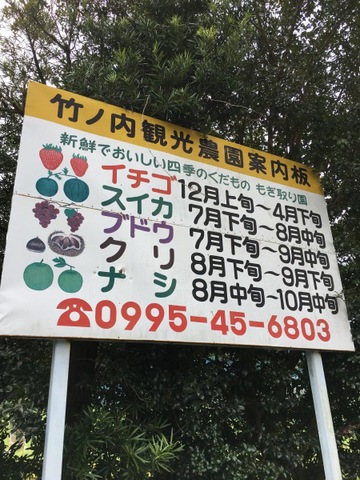 竹ノ内観光農園案内板
新鮮でおいしい四季のくだもの もぎ取り園
イチゴ 12月上旬～4月下旬
スイカ 7月下旬～8月中旬
ブドウ 7月下旬～9月中旬
クリ 8月下旬～9月下旬
ナシ 8月中旬～10月中旬
☎0995-45-6803